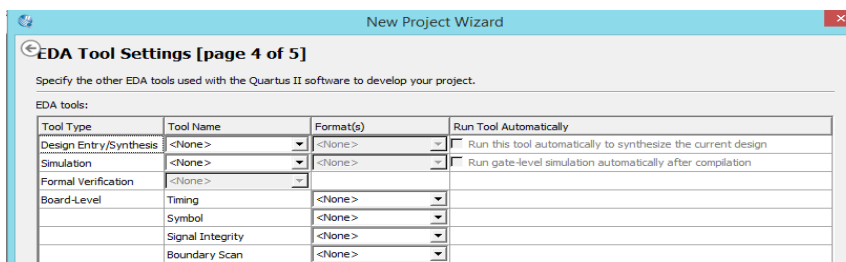 New Project Wizard
EDA Tool Settings [page 4 of 5]
Specify the other EDA tools used with the Quartus II software to develop your project.
EDA tools:
Tool Type Tool Name Format(s) Run Tool Automatically
Design Entry/Synthesis <None> <None> Run this tool automatically to synthesize the current design
Simulation <None> <None> Run gate-level simulation automatically after compilation
Formal Verification <None>
Board-Level Timing <None>
Symbol <None>
Signal Integrity <None>
Boundary Scan <None>